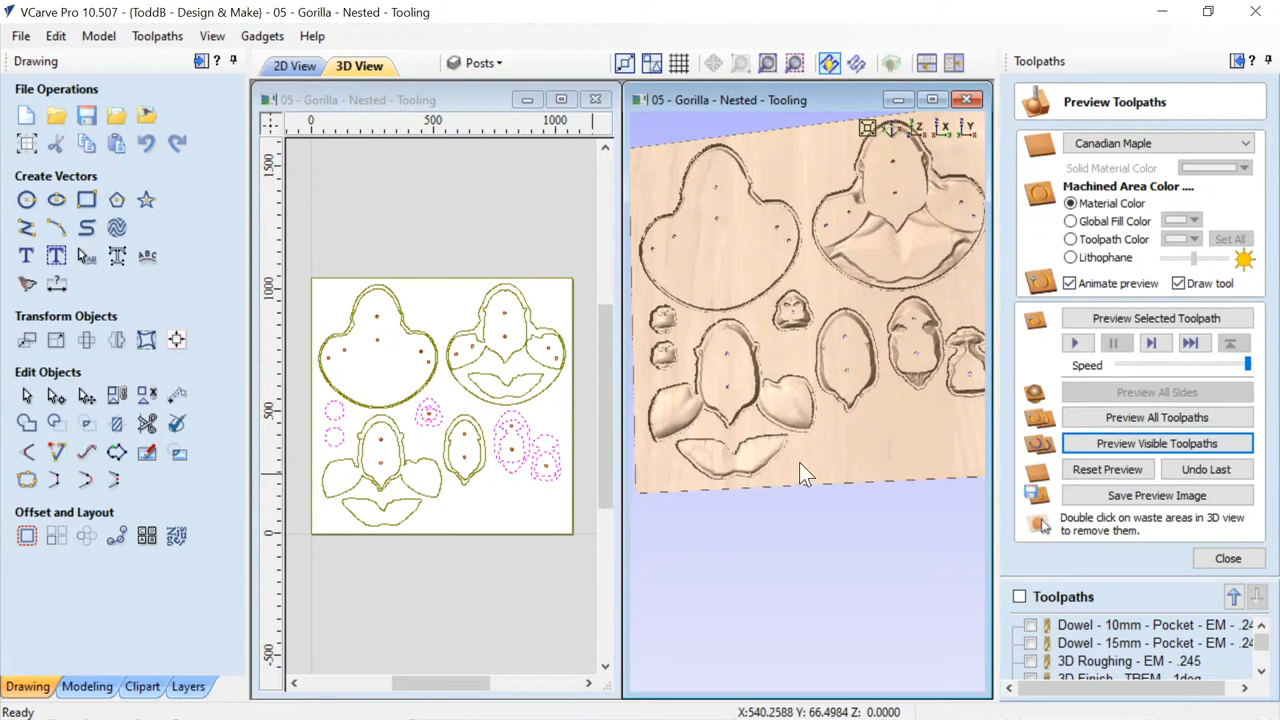 VCarve Pro 10.507 - {ToddB - Design & Make} - 05 - Gorilla - Nested - Tooling
File Edit Model Toolpaths View Gadgets Help
Drawing
?
2D View
3D View
Posts
Toolpaths
?
File Operations
Create Vectors
Transform Objects
Edit Objects
Offset and Layout
Drawing Modeling Clipart Layers
05 - Gorilla - Nested - Tooling
0 500 1000
1500
1000
500
0
-500
05 - Gorilla - Nested - Tooling
Z X Y
Preview Toolpaths
Canadian Maple
Solid Material Color
Machined Area Color ....
Material Color
Global Fill Color
Toolpath Color
Set All
Lithophane
Animate preview
Draw tool
Preview Selected Toolpath
Speed
Preview All Sides
Preview All Toolpaths
Preview Visible Toolpaths
Reset Preview
Undo Last
Save Preview Image
Double click on waste areas in 3D view
to remove them.
Close
Toolpaths
Dowel - 10mm - Pocket - EM - .24
Dowel - 15mm - Pocket - EM - .24
3D Roughing - EM - .245
3D Finish - TBEM - 1deg
Ready
X:540.2588 Y: 66.4984 Z: 0.0000